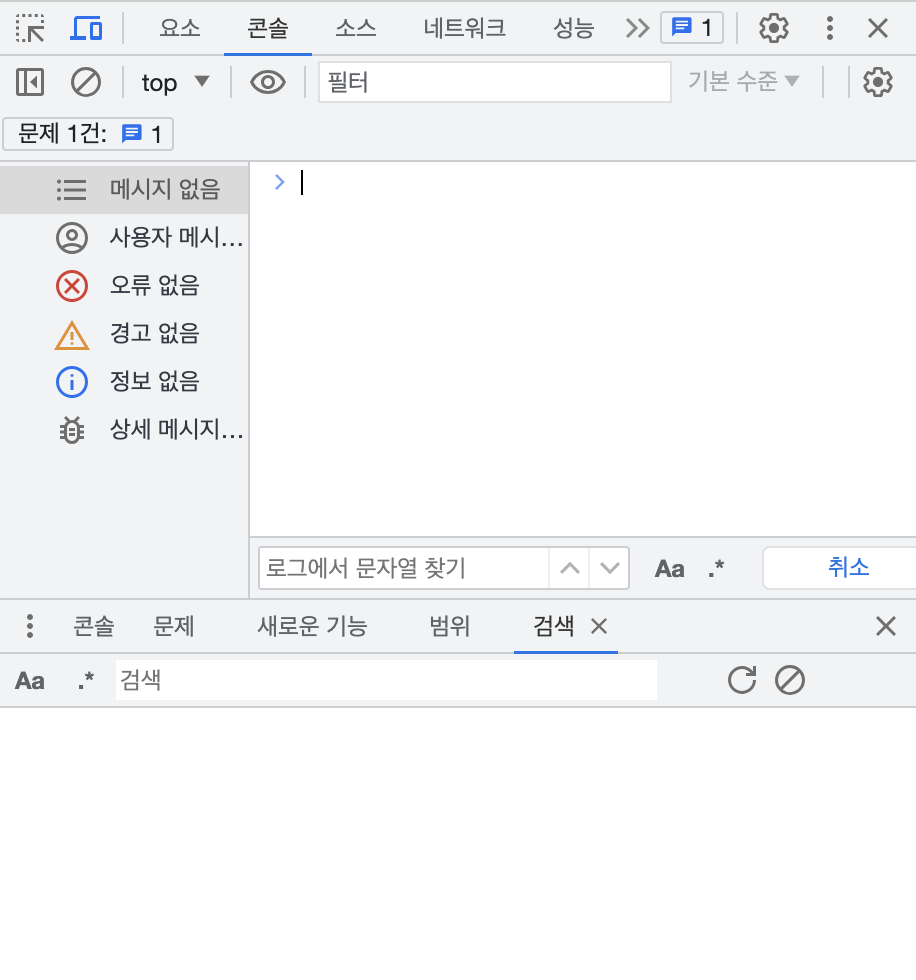 요소 콘솔 소스 네트워크 성능 1
top 필터 기본 수준
문제 1건: 1
메시지 없음
사용자 메시...
오류 없음
경고 없음
정보 없음
상세 메시지...
로그에서 문자열 찾기 Aa .* 취소
콘솔 문제 새로운 기능 범위 검색
Aa .* 검색